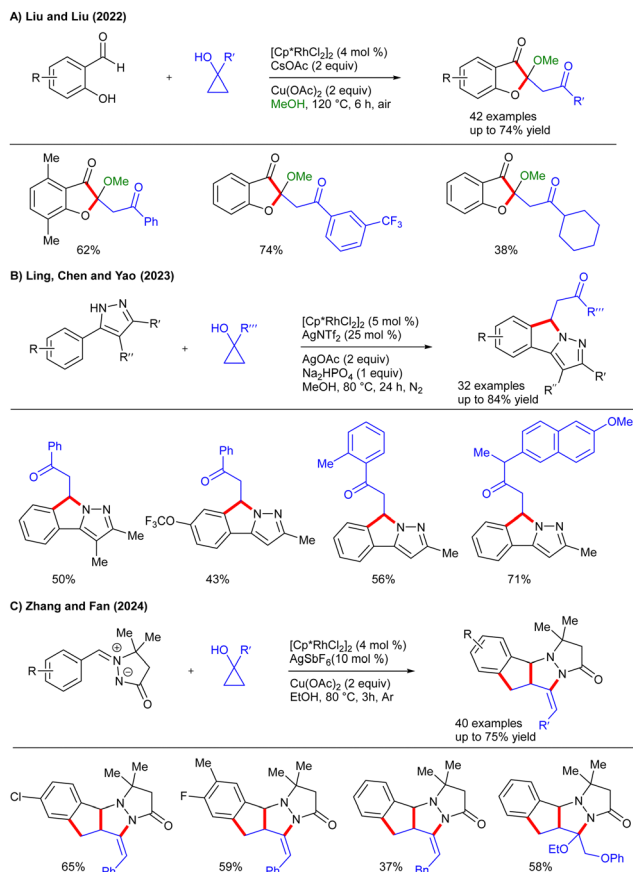 A) Liu and Liu (2022)
O
H
R
OH
+
HO R'
[Cp*RhCl2]2 (4 mol %)
CsOAc (2 equiv)
Cu(OAc)2 (2 equiv)
MeOH, 120 °C, 6 h, air
R
O
OMe
O
O
R'
42 examples
up to 74% yield
Me
O
OMe
O
O
Ph
Me
62%
O
OMe
O
O
CF3
74%
O
OMe
O
O
38%
B) Ling, Chen and Yao (2023)
HN N
R'
R
R''
+
HO R'''
[Cp*RhCl2]2 (5 mol %)
AgNTf2 (25 mol %)
AgOAc (2 equiv)
Na2HPO4 (1 equiv)
MeOH, 80 °C, 24 h, N2
O
R'''
R
N N
R'' R'
32 examples
up to 84% yield
Ph
O
N N
Me
Me
50%
Ph
O
F3CO
N N
Me
43%
Me
O
N N
Me
56%
OMe
Me
O
N N
Me
71%
C) Zhang and Fan (2024)
Me Me
⊕
N
N ⊖
R
O
+
HO R'
[Cp*RhCl2]2 (4 mol %)
AgSbF6(10 mol %)
Cu(OAc)2 (2 equiv)
EtOH, 80 °C, 3h, Ar
R
Me Me
N
N
O
R'
40 examples
up to 75% yield
Cl
Me Me
N
N
O
Ph
65%
Me
F
Me Me
N
N
O
Ph
59%
Me Me
N
N
O
Bn
37%
Me Me
N
N
O
EtO
OPh
58%